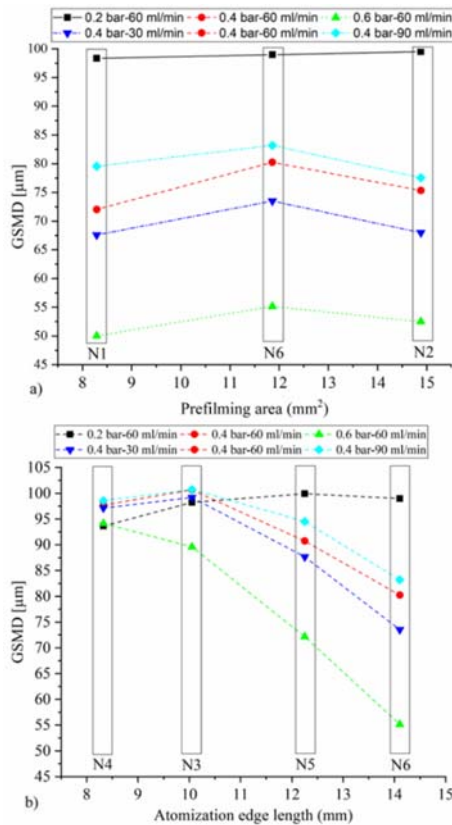 0.2 bar-60 ml/min 0.4 bar-60 ml/min 0.6 bar-60 ml/min
0.4 bar-30 ml/min 0.4 bar-60 ml/min 0.4 bar-90 ml/min
100
95
90
85
80
75
70
65
60
55
50
45
GSMD [µm]
N1 N6 N2
8 9 10 11 12 13 14 15
a)
Prefilming area (mm²)
0.2 bar-60 ml/min 0.4 bar-60 ml/min 0.6 bar-60 ml/min
0.4 bar-30 ml/min 0.4 bar-60 ml/min 0.4 bar-90 ml/min
105
100
95
90
85
80
75
70
65
60
55
50
45
GSMD [µm]
N4 N3 N5 N6
8 9 10 11 12 13 14 15
b)
Atomization edge length (mm)